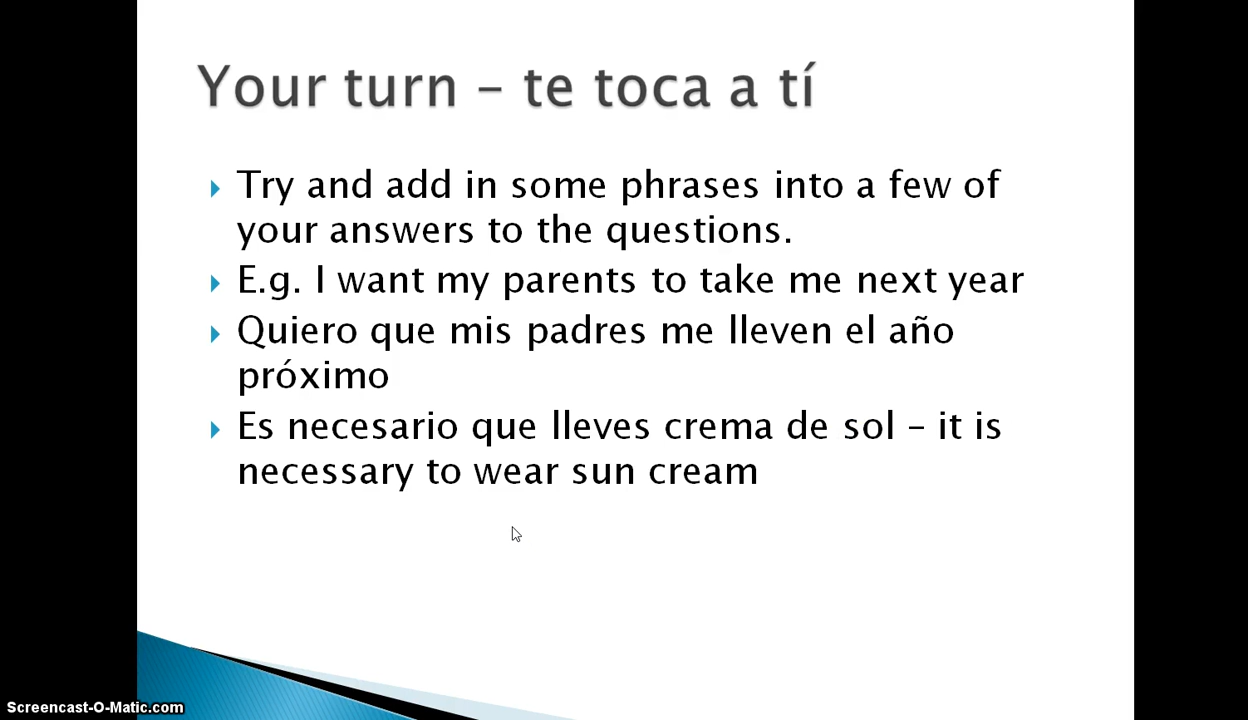 Your turn – te toca a tí
Try and add in some phrases into a few of
your answers to the questions.
E.g. I want my parents to take me next year
Quiero que mis padres me lleven el año
próximo
Es necesario que lleves crema de sol – it is
necessary to wear sun cream
Screencast-O-Matic.com